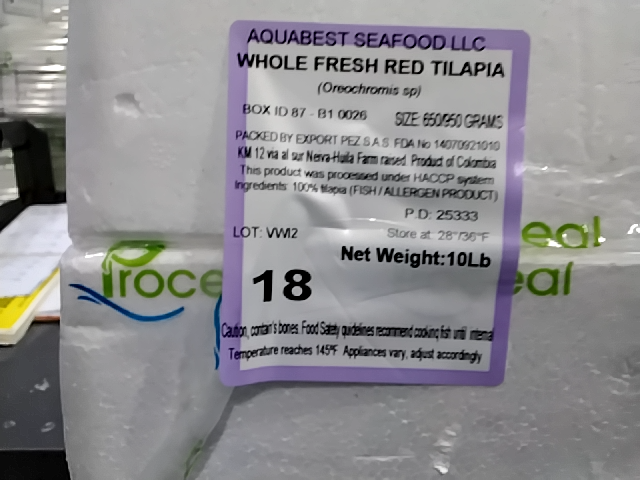 AQUABEST SEAFOOD LLC
WHOLE FRESH RED TILAPIA
(Oreochromis sp)
BOX ID 87 - B1 0026 SIZE: 650/950 GRAMS
PACKED BY EXPORT PEZ S.A.S. FDA No 14070921010
KM 12 via al sur Neiva-Huila Farm raised. Product of Colombia
This product was processed under HACCP system
Ingredients: 100% tilapia (FISH / ALLERGEN PRODUCT)
P.D: 25333
LOT: VWI2 Store at: 28°/36°F
Net Weight:10Lb
18
Caution, contain's bones. Food Safety guidelines recommend cooking fish until internal
Temperature reaches 145°F. Appliances vary, adjust accordingly
eal
Proce eal